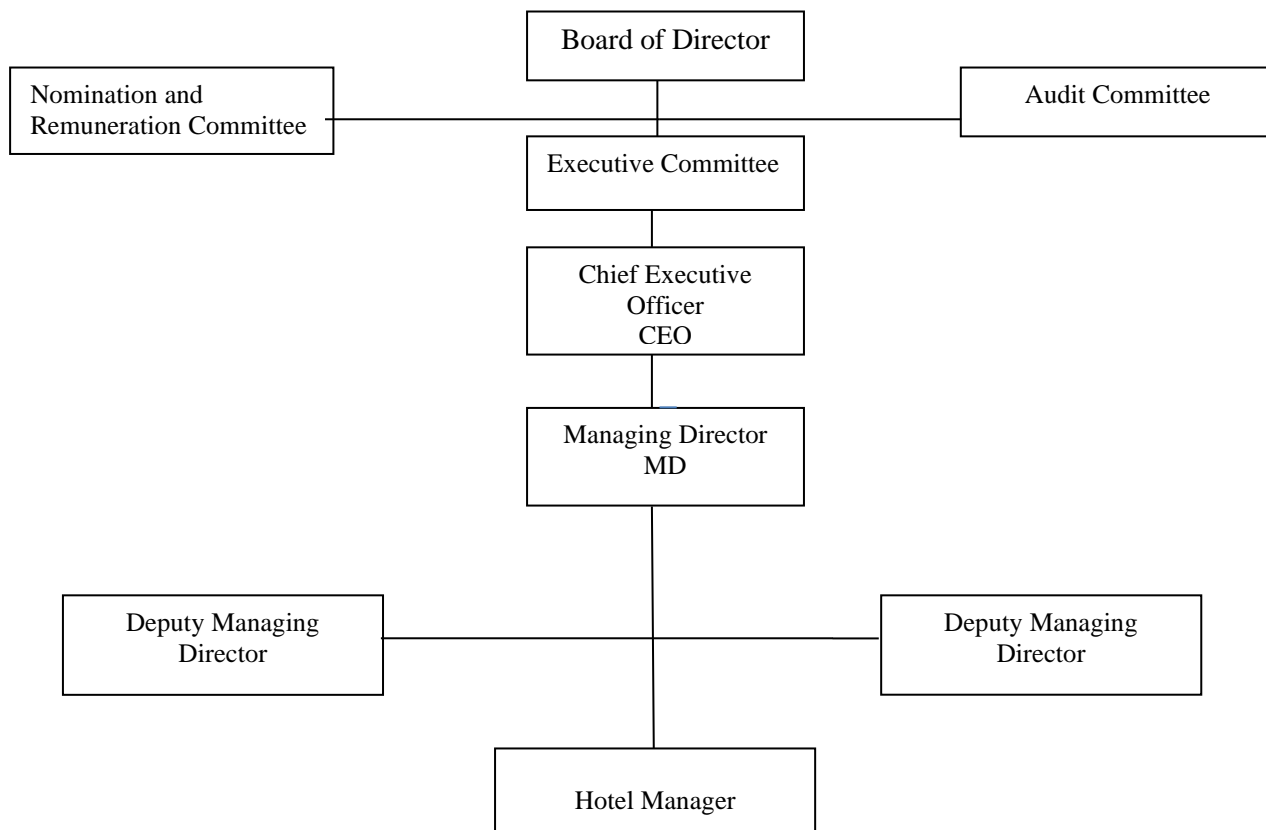 Board of Director
Nomination and
Remuneration Committee
Audit Committee
Executive Committee
Chief Executive
Officer
CEO
Managing Director
MD
Deputy Managing
Director
Deputy Managing
Director
Hotel Manager